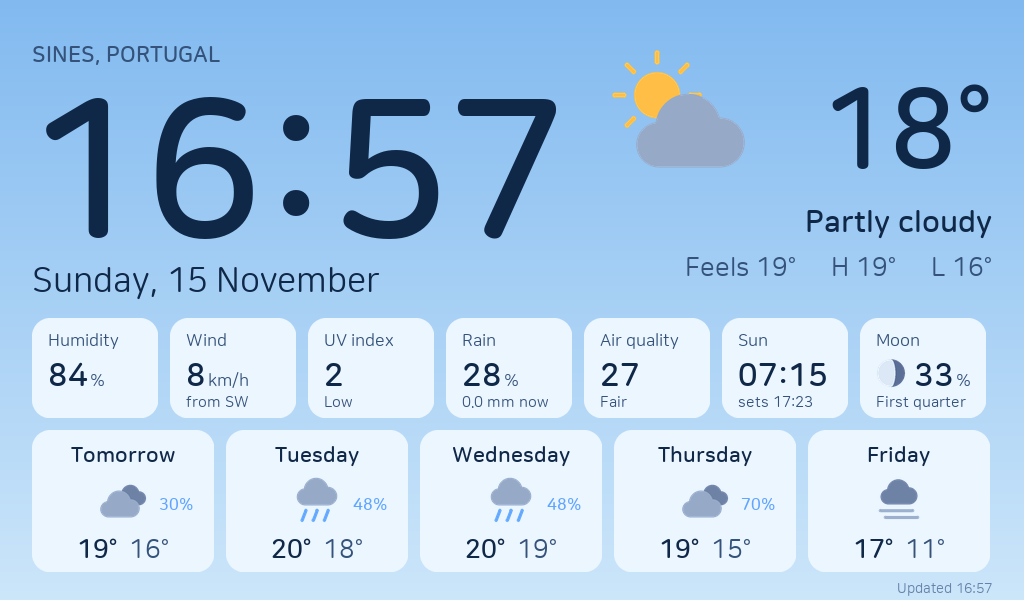 SINES, PORTUGAL
16:57
Sunday, 15 November
18°
Partly cloudy
Feels 19° H 19° L 16°
Humidity
84%
Wind
8 km/h
from SW
UV index
2
Low
Rain
28%
0.0 mm now
Air quality
27
Fair
Sun
07:15
sets 17:23
Moon
33%
First quarter
Tomorrow
30%
19° 16°
Tuesday
48%
20° 18°
Wednesday
48%
20° 19°
Thursday
70%
19° 15°
Friday
17° 11°
Updated 16:57